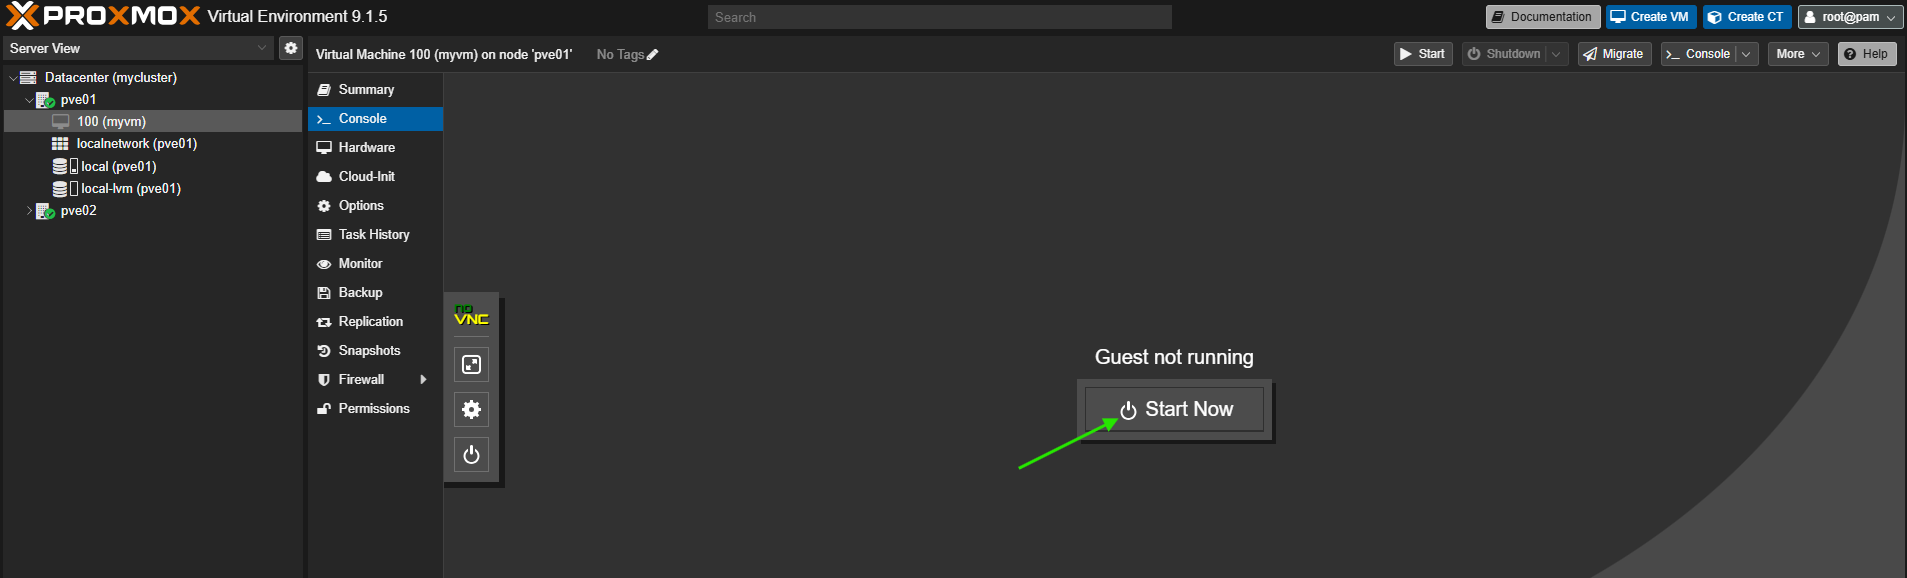 PROXMOX Virtual Environment 9.1.5
Search
Documentation
Create VM
Create CT
root@pam
Server View
Virtual Machine 100 (myvm) on node 'pve01'
No Tags
Start
Shutdown
Migrate
Console
More
Help
Datacenter (mycluster)
pve01
100 (myvm)
localnetwork (pve01)
local (pve01)
local-lvm (pve01)
pve02
Summary
Console
Hardware
Cloud-Init
Options
Task History
Monitor
Backup
Replication
Snapshots
Firewall
Permissions
no
VNC
Guest not running
Start Now